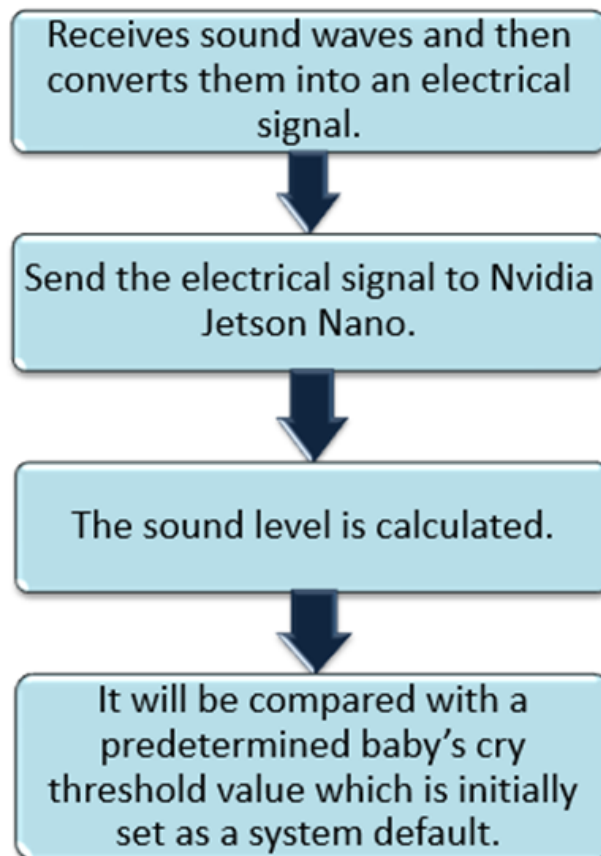 Receives sound waves and then
converts them into an electrical
signal.
Send the electrical signal to Nvidia
Jetson Nano.
The sound level is calculated.
It will be compared with a
predetermined baby’s cry
threshold value which is initially
set as a system default.